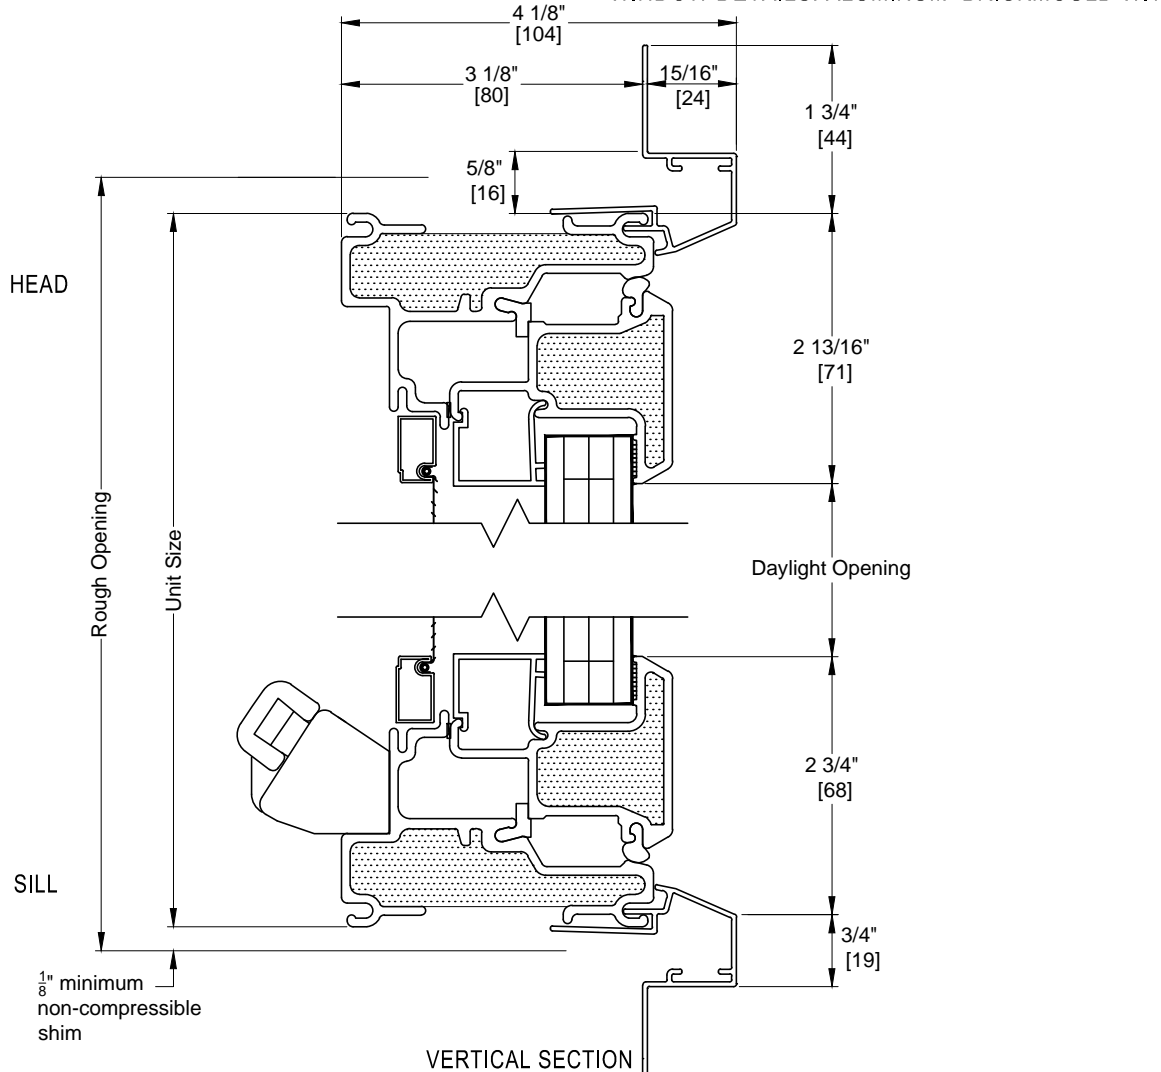 4 1/8"
[104]
3 1/8"
[80]
15/16"
[24]
1 3/4"
[44]
5/8"
[16]
HEAD
2 13/16"
[71]
Rough Opening
Unit Size
Daylight Opening
2 3/4"
[68]
SILL
3/4"
[19]
1/8" minimum
non-compressible
shim
VERTICAL SECTION